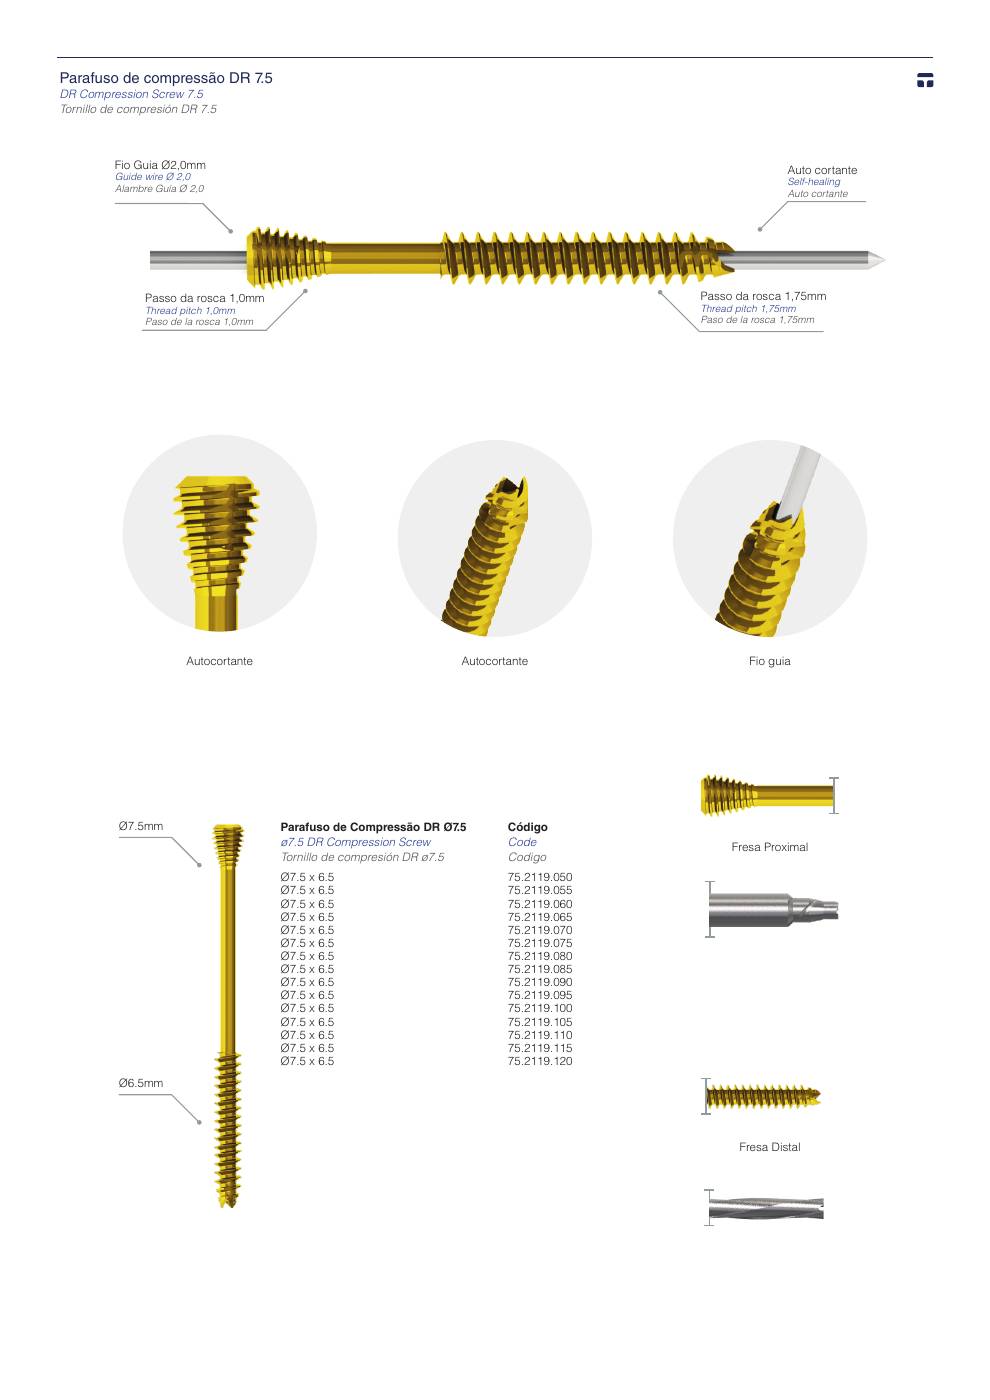 Parafuso de compressão DR 7.5
DR Compression Screw 7.5
Tornillo de compresión DR 7.5
Fio Guia Ø2,0mm
Guide wire Ø 2,0
Alambre Guia Ø 2,0
Auto cortante
Self-healing
Auto cortante
Passo da rosca 1,0mm
Thread pitch 1,0mm
Paso de la rosca 1,0mm
Passo da rosca 1,75mm
Thread pitch 1,75mm
Paso de la rosca 1,75mm
Autocortante
Autocortante
Fio guia
Ø7.5mm
Ø6.5mm
Parafuso de Compressão DR Ø7.5 Código
ø7.5 DR Compression Screw Code
Tornillo de compresión DR ø7.5 Codigo
Ø7.5 x 6.5 75.2119.050
Ø7.5 x 6.5 75.2119.055
Ø7.5 x 6.5 75.2119.060
Ø7.5 x 6.5 75.2119.065
Ø7.5 x 6.5 75.2119.070
Ø7.5 x 6.5 75.2119.075
Ø7.5 x 6.5 75.2119.080
Ø7.5 x 6.5 75.2119.085
Ø7.5 x 6.5 75.2119.090
Ø7.5 x 6.5 75.2119.095
Ø7.5 x 6.5 75.2119.100
Ø7.5 x 6.5 75.2119.105
Ø7.5 x 6.5 75.2119.110
Ø7.5 x 6.5 75.2119.115
Ø7.5 x 6.5 75.2119.120
Fresa Proximal
Fresa Distal